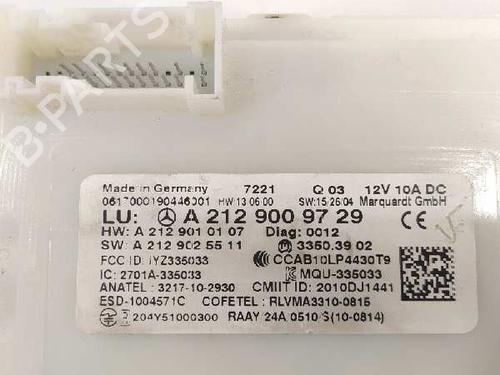 B-PARTS
Made in Germany 7221 Q 03 12V 10A DC
0617000190446001 HW:13.06.00 SW:15.26.04 Marquardt GmbH
LU: A 212 900 97 29 CE
HW: A 212 901 01 07 Diag: 0012
SW: A 212 902 55 11 3350.3902
FCC ID: IYZ335033 CCAB10LP4430T9
IC: 2701A-335033 MQU-335033
ANATEL: 3217-10-2930 CMIIT ID: 2010DJ1441
ESD-1004571C COFETEL: RLVMA3310-0815
204Y51000300 RAAY 24A 0510/S(10-0814)